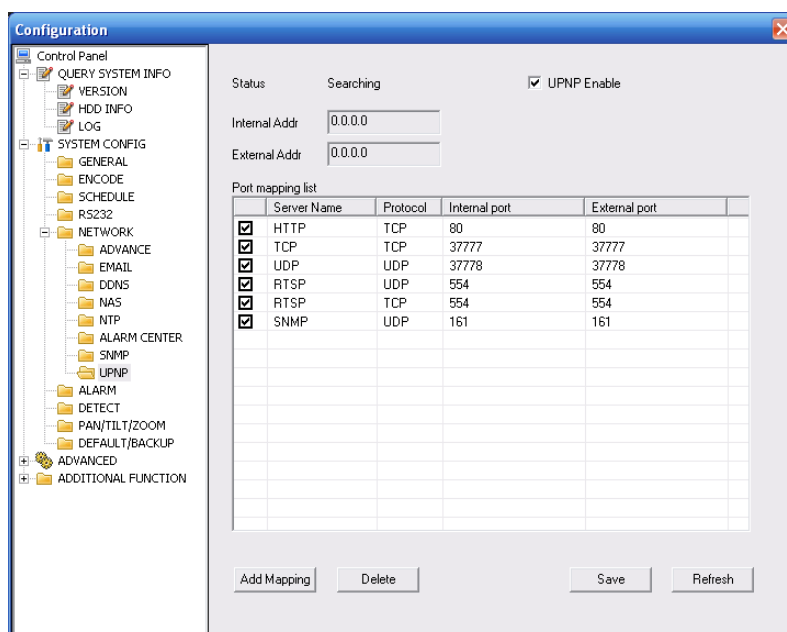 Configuration
Control Panel
QUERY SYSTEM INFO
VERSION
HDD INFO
LOG
SYSTEM CONFIG
GENERAL
ENCODE
SCHEDULE
RS232
NETWORK
ADVANCE
EMAIL
DDNS
NAS
NTP
ALARM CENTER
SNMP
UPNP
ALARM
DETECT
PAN/TILT/ZOOM
DEFAULT/BACKUP
ADVANCED
ADDITIONAL FUNCTION
Status Searching UPNP Enable
Internal Addr 0.0.0.0
External Addr 0.0.0.0
Port mapping list
Server Name Protocol Internal port External port
HTTP TCP 80 80
TCP TCP 37777 37777
UDP UDP 37778 37778
RTSP UDP 554 554
RTSP TCP 554 554
SNMP UDP 161 161
Add Mapping Delete Save Refresh